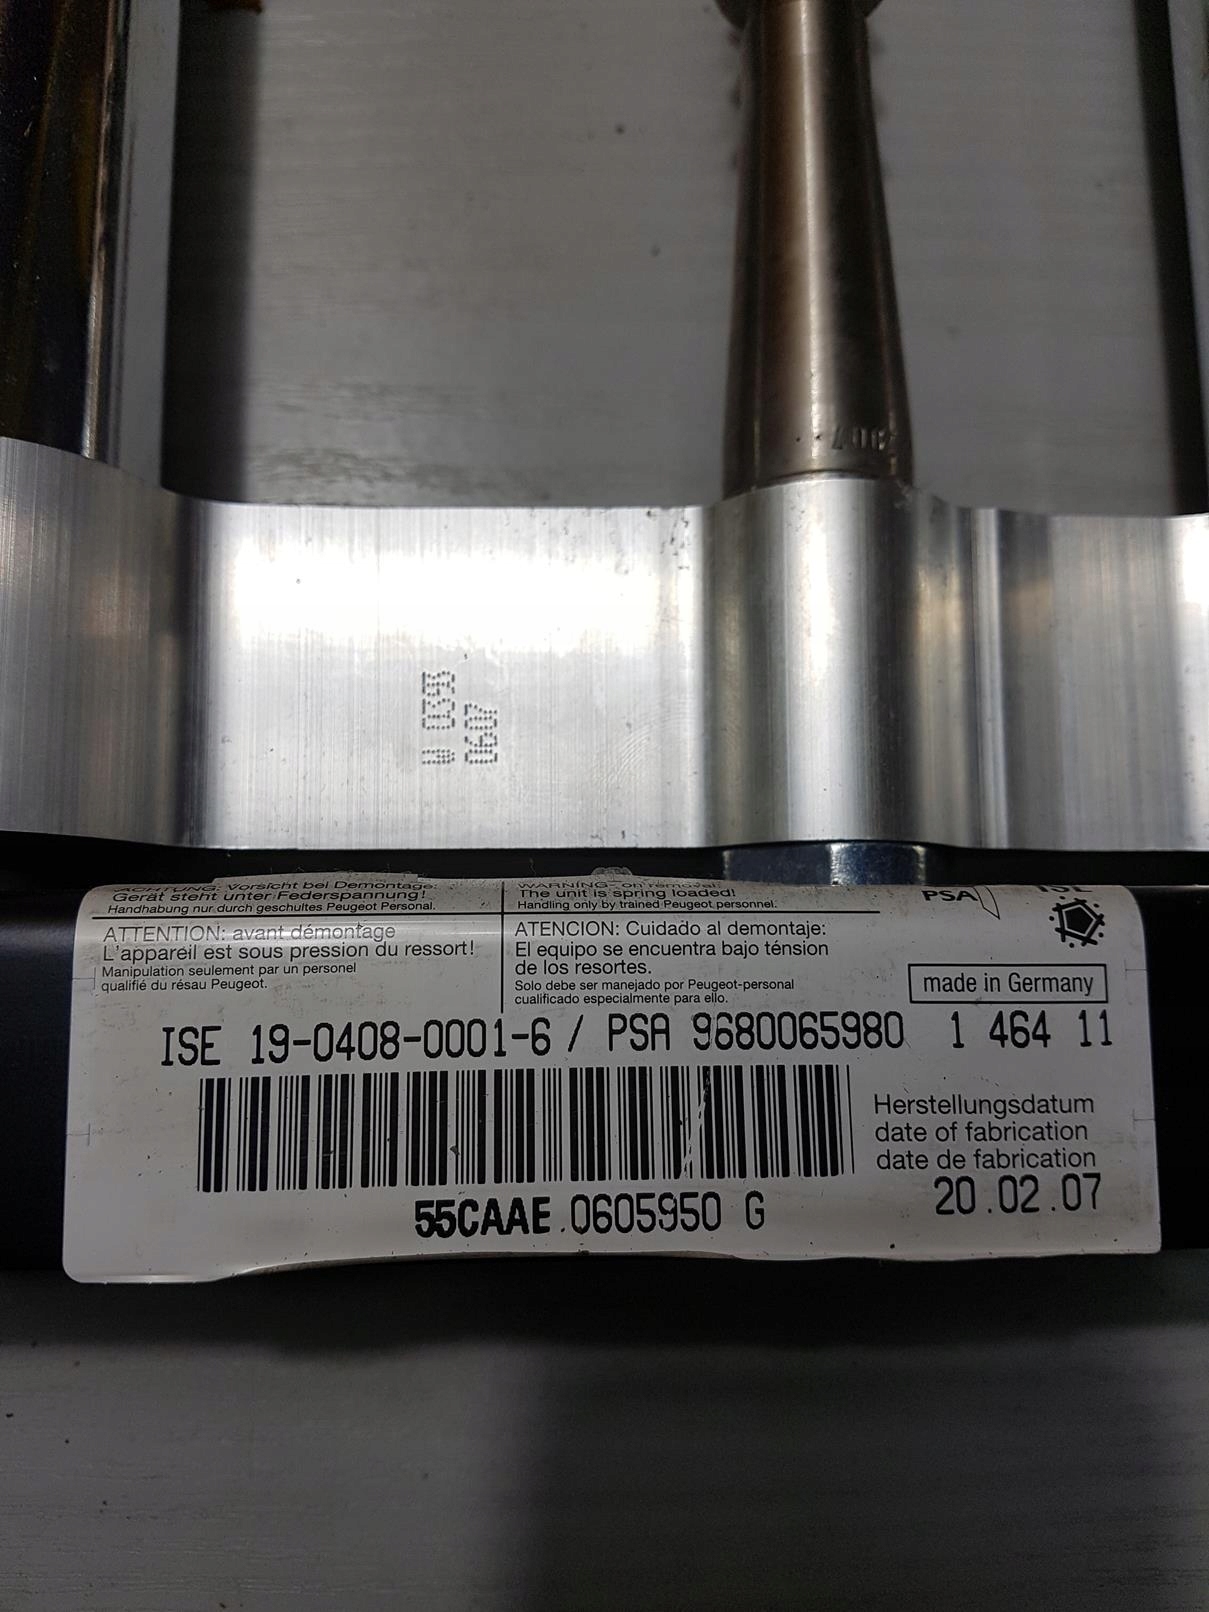 0607
ACHTUNG: Vorsicht bei Demontage:
Gerät steht unter Federspannung!
Handhabung nur durch geschultes Peugeot Personal.
WARNING- on removal:
The unit is spring loaded!
Handling only by trained Peugeot personnel.
PSA
ISE
ATTENTION: avant démontage
L'appareil est sous pression du ressort!
Manipulation seulement par un personel
qualifié du résau Peugeot.
ATENCION: Cuidado al demontaje:
El equipo se encuentra bajo ténsion
de los resortes.
Solo debe ser manejado por Peugeot-personal
cualificado especialmente para ello.
made in Germany
ISE 19-0408-0001-6 / PSA 9680065980 1 464 11
Herstellungsdatum
date of fabrication
date de fabrication
20.02.07
55CAAE.0605950 G